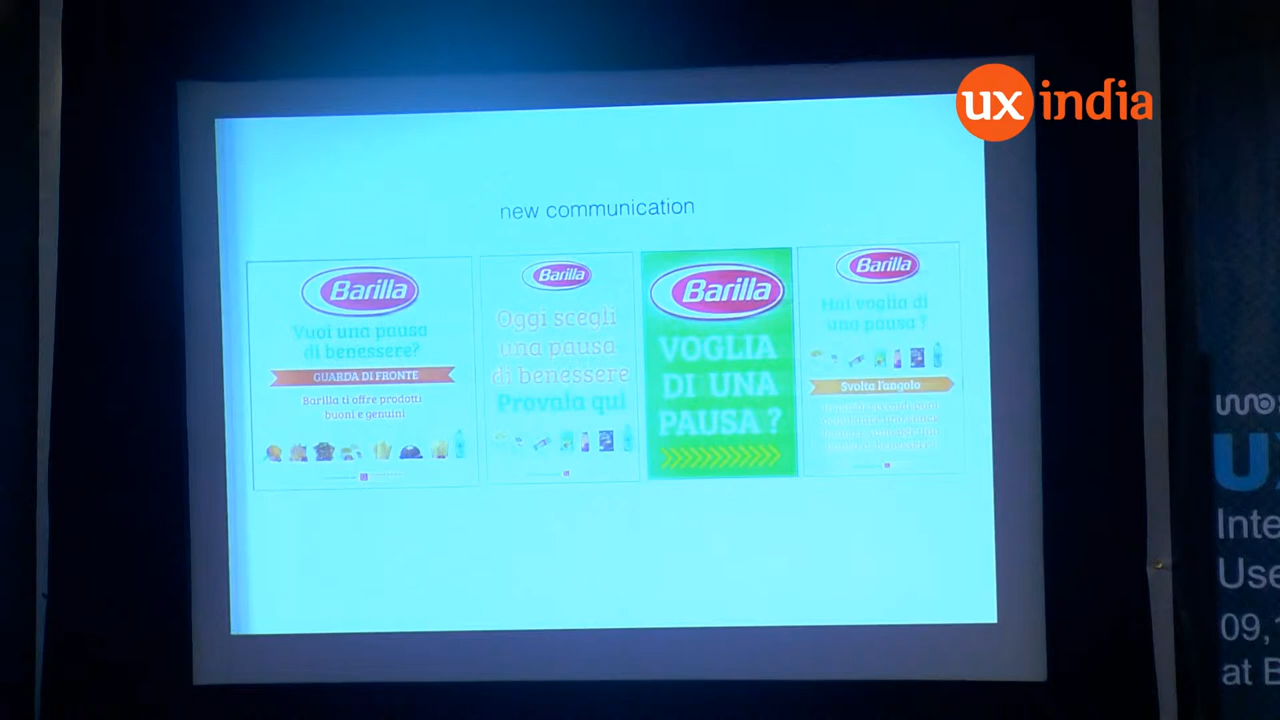 ux india
new communication
Barilla
Vuoi una pausa
di benessere?
GUARDA DI FRONTE
Barilla ti offre prodotti
buoni e genuini
Barilla
Oggi scegli
una pausa
di benessere
Provala qui
Barilla
VOGLIA
DI UNA
PAUSA ?
Barilla
Hai voglia di
una pausa ?
Svolta l'angolo
Inte
Use
09,
at B